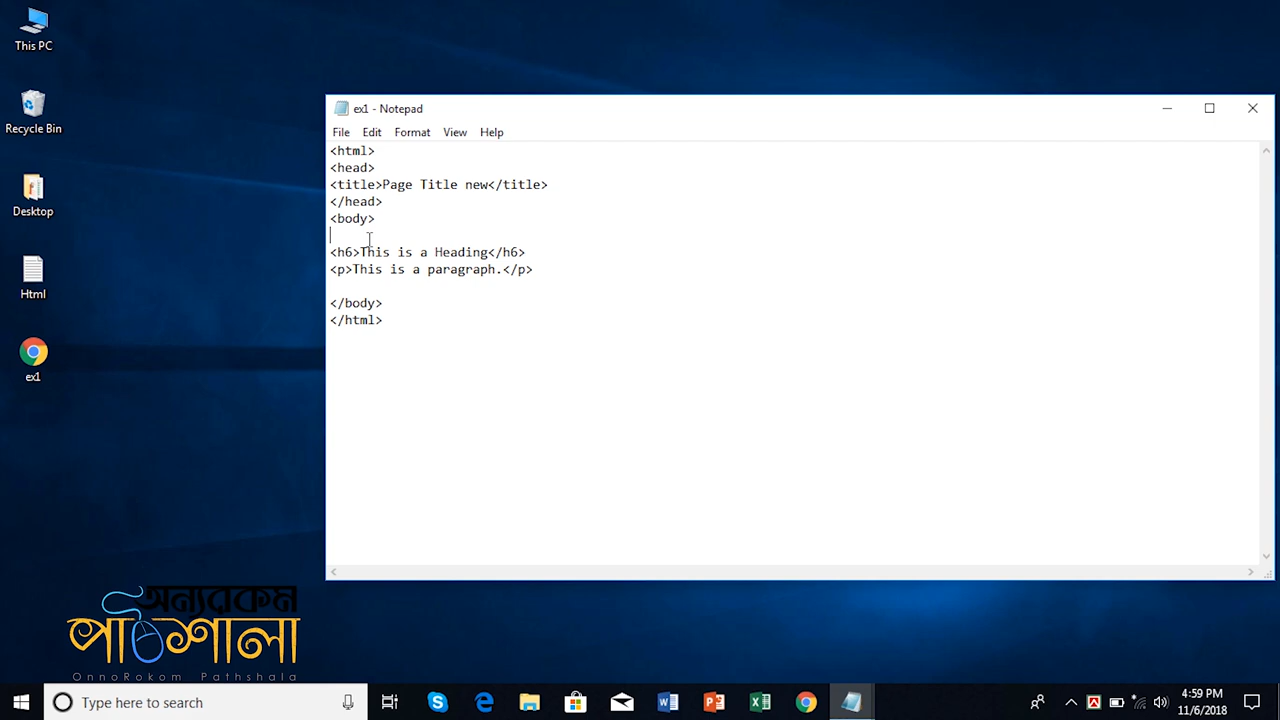 This PC
Recycle Bin
Desktop
Html
ex1
ex1 - Notepad
File Edit Format View Help
<html>
<head>
<title>Page Title new</title>
</head>
<body>
<h6>This is a Heading</h6>
<p>This is a paragraph.</p>
</body>
</html>
অন্যরকম
পাঠশালা
OnnoRokom Pathshala
Type here to search
4:59 PM
11/6/2018